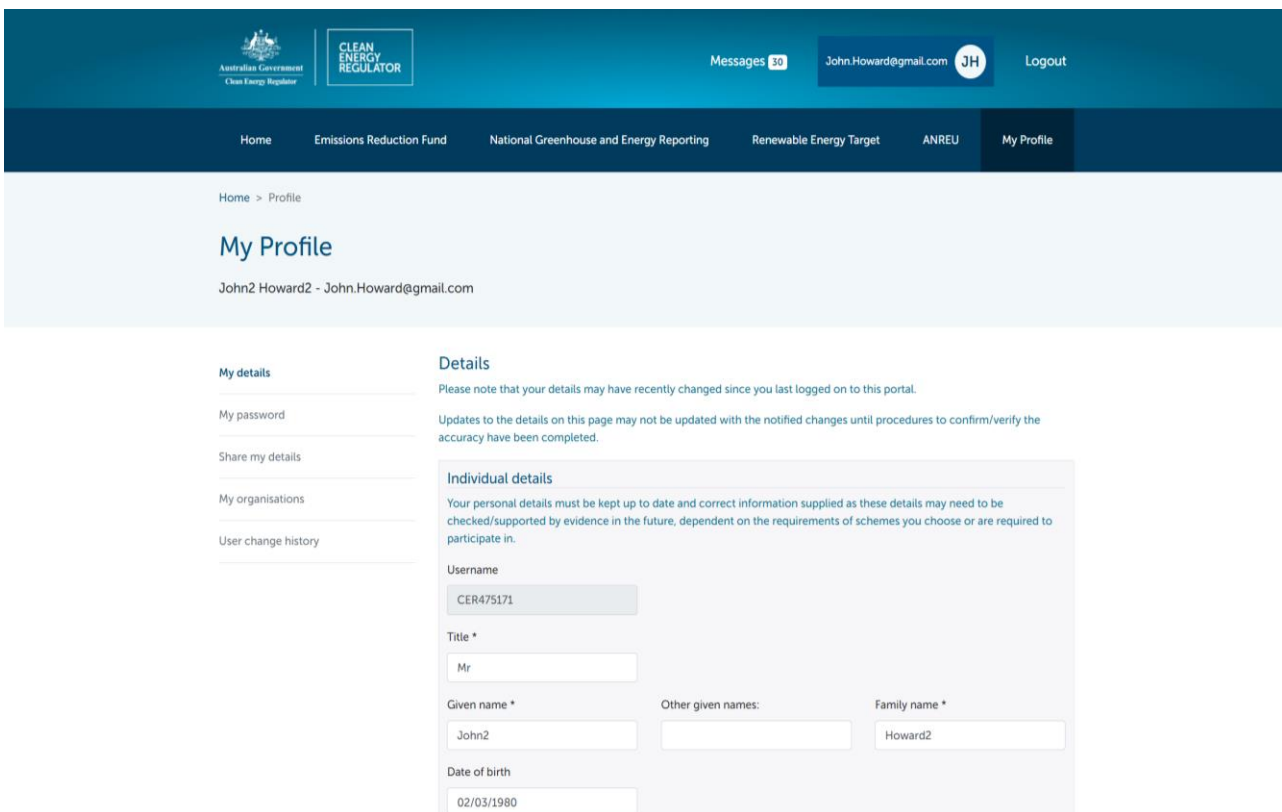 Australian Government
Clean Energy Regulator
CLEAN
ENERGY
REGULATOR
Messages 30
John.Howard@gmail.com JH
Logout
Home Emissions Reduction Fund National Greenhouse and Energy Reporting Renewable Energy Target ANREU My Profile
Home > Profile
My Profile
John2 Howard2 - John.Howard@gmail.com
My details
My password
Share my details
My organisations
User change history
Details
Please note that your details may have recently changed since you last logged on to this portal.
Updates to the details on this page may not be updated with the notified changes until procedures to confirm/verify the
accuracy have been completed.
Individual details
Your personal details must be kept up to date and correct information supplied as these details may need to be
checked/supported by evidence in the future, dependent on the requirements of schemes you choose or are required to
participate in.
Username
CER475171
Title *
Mr
Given name * Other given names: Family name *
John2 Howard2
Date of birth
02/03/1980